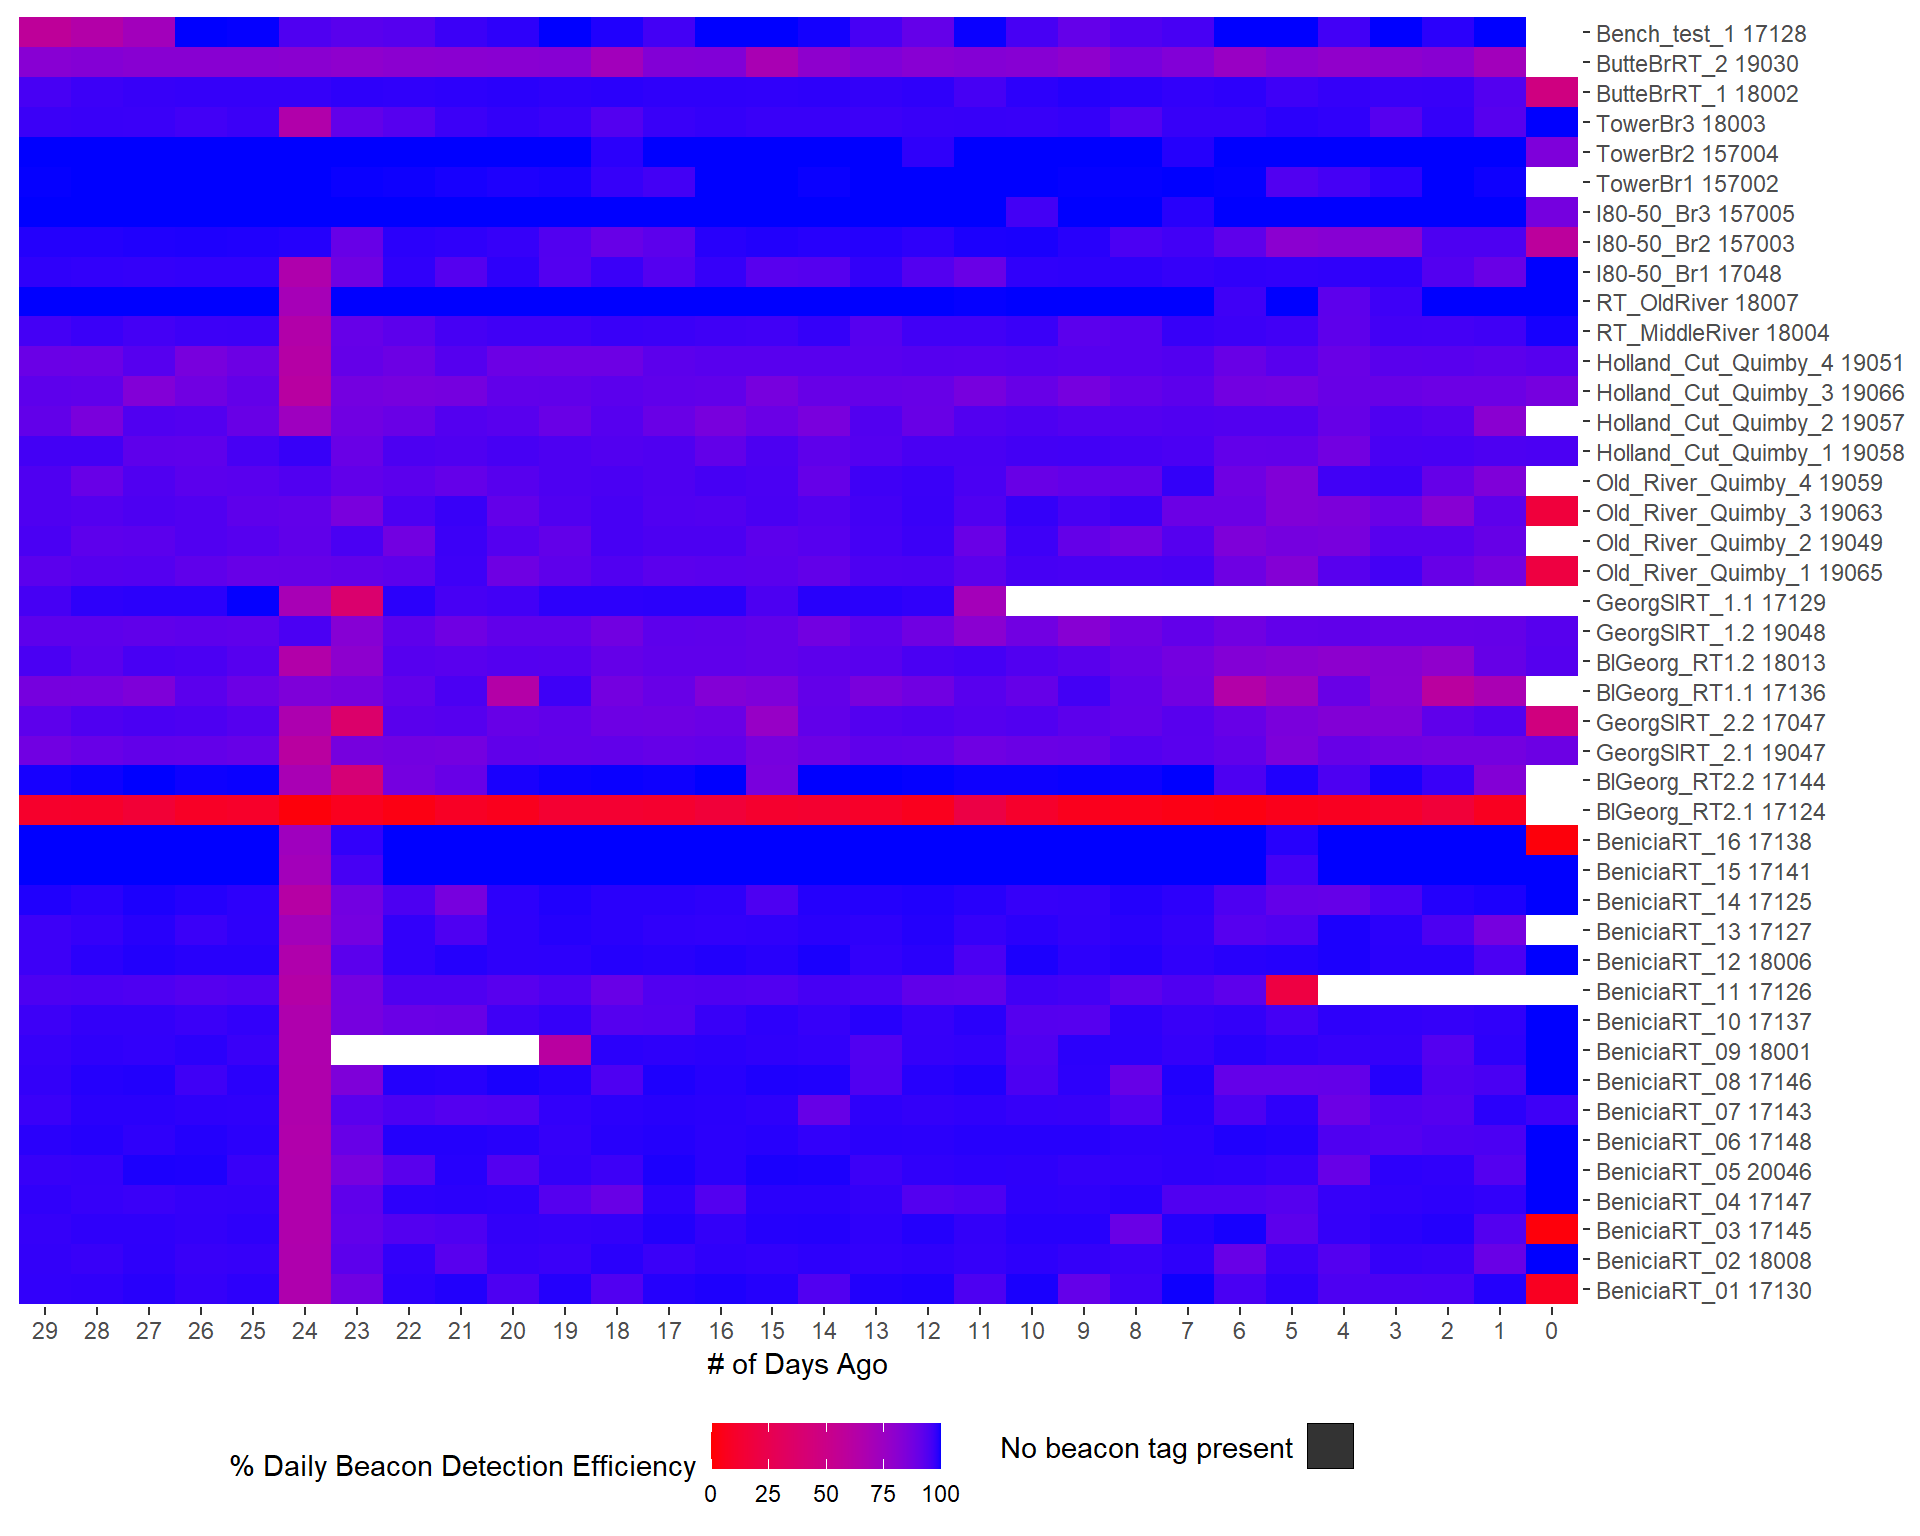 Bench_test_1 17128
ButteBrRT_2 19030
ButteBrRT_1 18002
TowerBr3 18003
TowerBr2 157004
TowerBr1 157002
I80-50_Br3 157005
I80-50_Br2 157003
I80-50_Br1 17048
RT_OldRiver 18007
RT_MiddleRiver 18004
Holland_Cut_Quimby_4 19051
Holland_Cut_Quimby_3 19066
Holland_Cut_Quimby_2 19057
Holland_Cut_Quimby_1 19058
Old_River_Quimby_4 19059
Old_River_Quimby_3 19063
Old_River_Quimby_2 19049
Old_River_Quimby_1 19065
GeorgSlRT_1.1 17129
GeorgSlRT_1.2 19048
BlGeorg_RT1.2 18013
BlGeorg_RT1.1 17136
GeorgSlRT_2.2 17047
GeorgSlRT_2.1 19047
BlGeorg_RT2.2 17144
BlGeorg_RT2.1 17124
BeniciaRT_16 17138
BeniciaRT_15 17141
BeniciaRT_14 17125
BeniciaRT_13 17127
BeniciaRT_12 18006
BeniciaRT_11 17126
BeniciaRT_10 17137
BeniciaRT_09 18001
BeniciaRT_08 17146
BeniciaRT_07 17143
BeniciaRT_06 17148
BeniciaRT_05 20046
BeniciaRT_04 17147
BeniciaRT_03 17145
BeniciaRT_02 18008
BeniciaRT_01 17130
29 28 27 26 25 24 23 22 21 20 19 18 17 16 15 14 13 12 11 10 9 8 7 6 5 4 3 2 1 0
# of Days Ago
% Daily Beacon Detection Efficiency
0 25 50 75 100
No beacon tag present